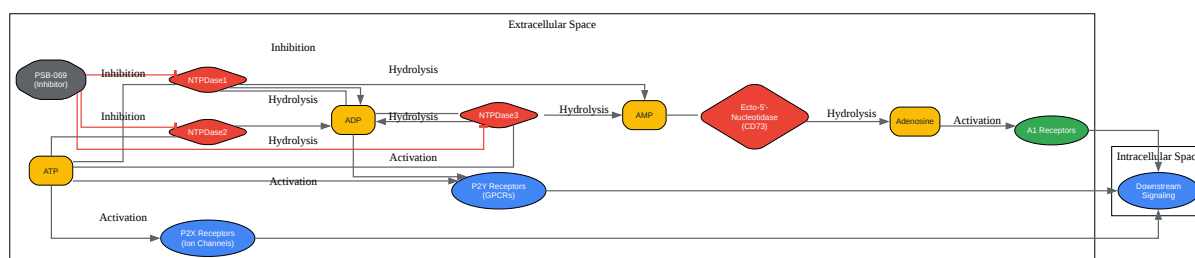 Extracellular Space
Inhibition
PSB-069
(Inhibitor)
Inhibition
NTPDase1
Hydrolysis
Hydrolysis
ADP
Hydrolysis
NTPDase3
Hydrolysis
AMP
Ecto-5'-
Nucleotidase
(CD73)
Hydrolysis
Adenosine
Activation
A1 Receptors
Inhibition
NTPDase2
Hydrolysis
Activation
Intracellular Spac
ATP
Activation
P2Y Receptors
(GPCRs)
Downstream
Signaling
Activation
P2X Receptors
(Ion Channels)